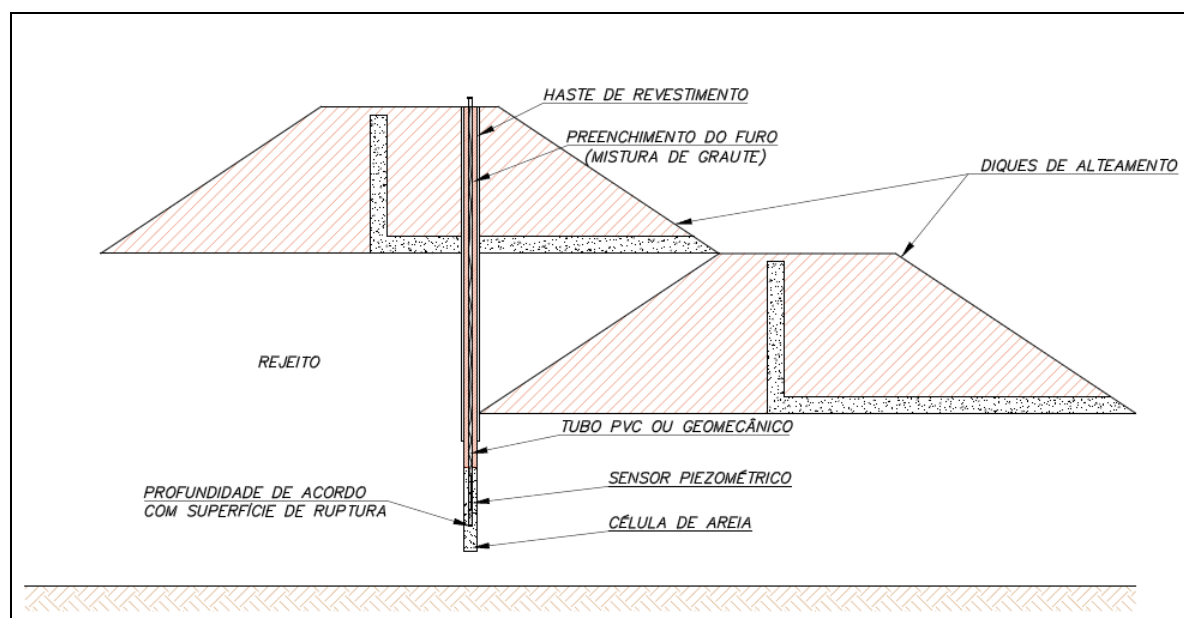 HASTE DE REVESTIMENTO
PREENCHIMENTO DO FURO
(MISTURA DE GRAUTE)
DIQUES DE ALTEAMENTO
REJEITO
TUBO PVC OU GEOMECÂNICO
SENSOR PIEZOMÉTRICO
PROFUNDIDADE DE ACORDO
COM SUPERFÍCIE DE RUPTURA
CÉLULA DE AREIA